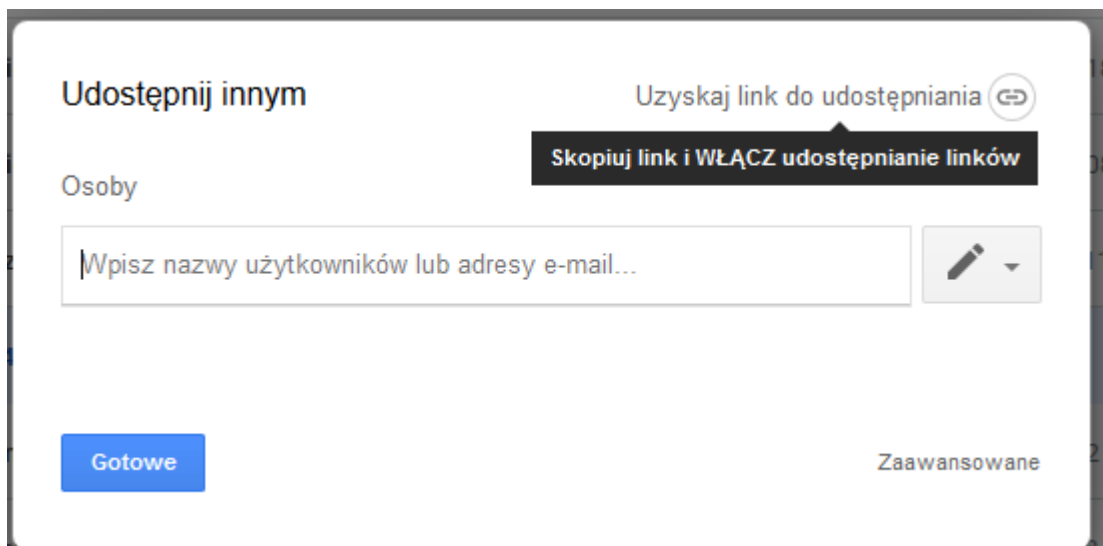 Udostępnij innym
Uzyskaj link do udostępniania
Skopiuj link i WŁĄCZ udostępnianie linków
Osoby
Wpisz nazwy użytkowników lub adresy e-mail...
Gotowe
Zaawansowane